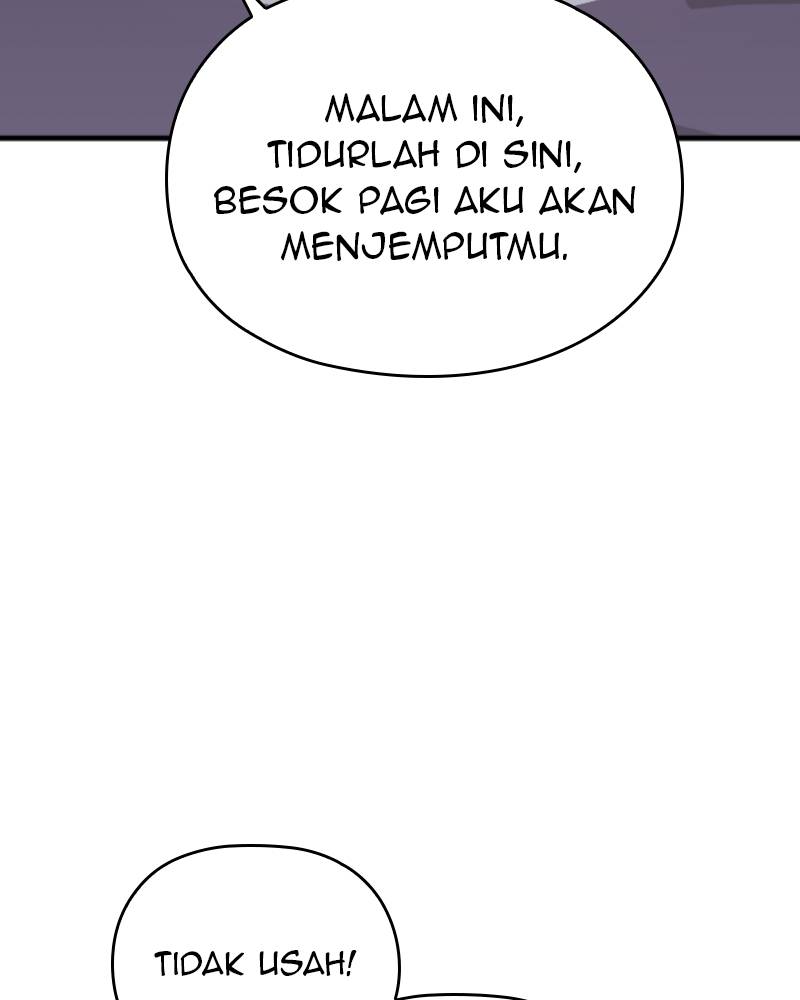 MALAM INI,
TIDURLAH DI SINI,
BESOK PAGI AKU AKAN
MENJEMPUTMU.
TIDAK USAH!